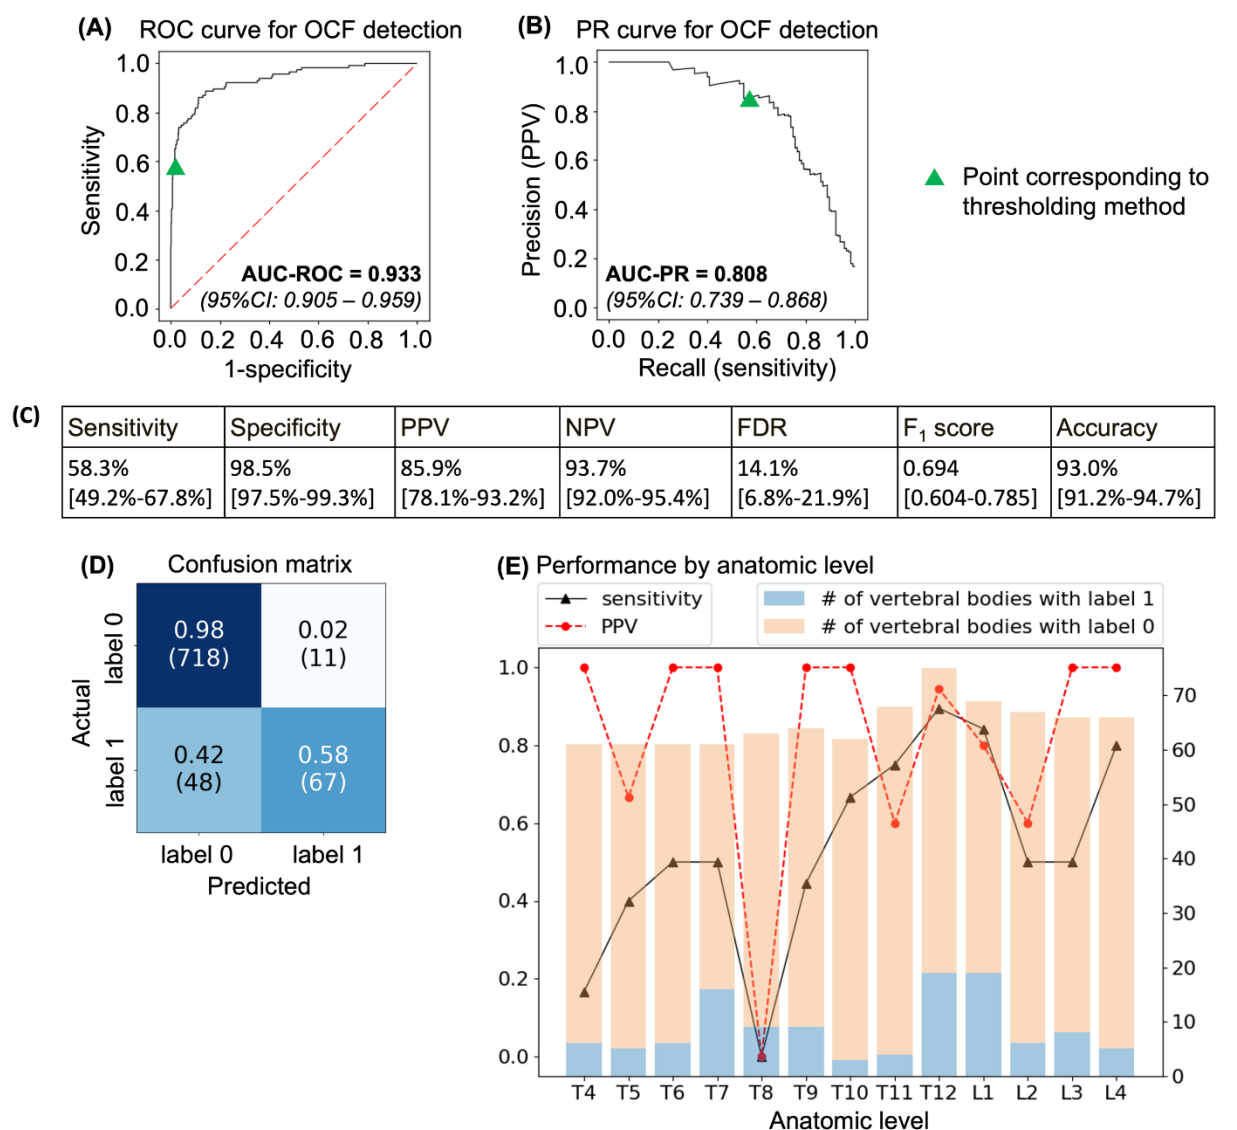 (A) ROC curve for OCF detection
1.0
0.8
0.6
0.4
0.2
0.0
Sensitivity
AUC-ROC = 0.933
(95%CI: 0.905 – 0.959)
0.0 0.2 0.4 0.6 0.8 1.0
1-specificity
(B) PR curve for OCF detection
1.0
0.8
0.6
0.4
0.2
0.0
Precision (PPV)
AUC-PR = 0.808
(95%CI: 0.739 – 0.868)
0.0 0.2 0.4 0.6 0.8 1.0
Recall (sensitivity)
Point corresponding to
thresholding method
(C)
Sensitivity Specificity PPV NPV FDR F1 score Accuracy
58.3% 98.5% 85.9% 93.7% 14.1% 0.694 93.0%
[49.2%-67.8%] [97.5%-99.3%] [78.1%-93.2%] [92.0%-95.4%] [6.8%-21.9%] [0.604-0.785] [91.2%-94.7%]
(D) Confusion matrix
Actual
label 0
label 1
0.98 0.02
(718) (11)
0.42 0.58
(48) (67)
label 0 label 1
Predicted
(E) Performance by anatomic level
sensitivity
PPV
# of vertebral bodies with label 1
# of vertebral bodies with label 0
1.0
0.8
0.6
0.4
0.2
0.0
70
60
50
40
30
20
10
0
T4 T5 T6 T7 T8 T9 T10 T11 T12 L1 L2 L3 L4
Anatomic level